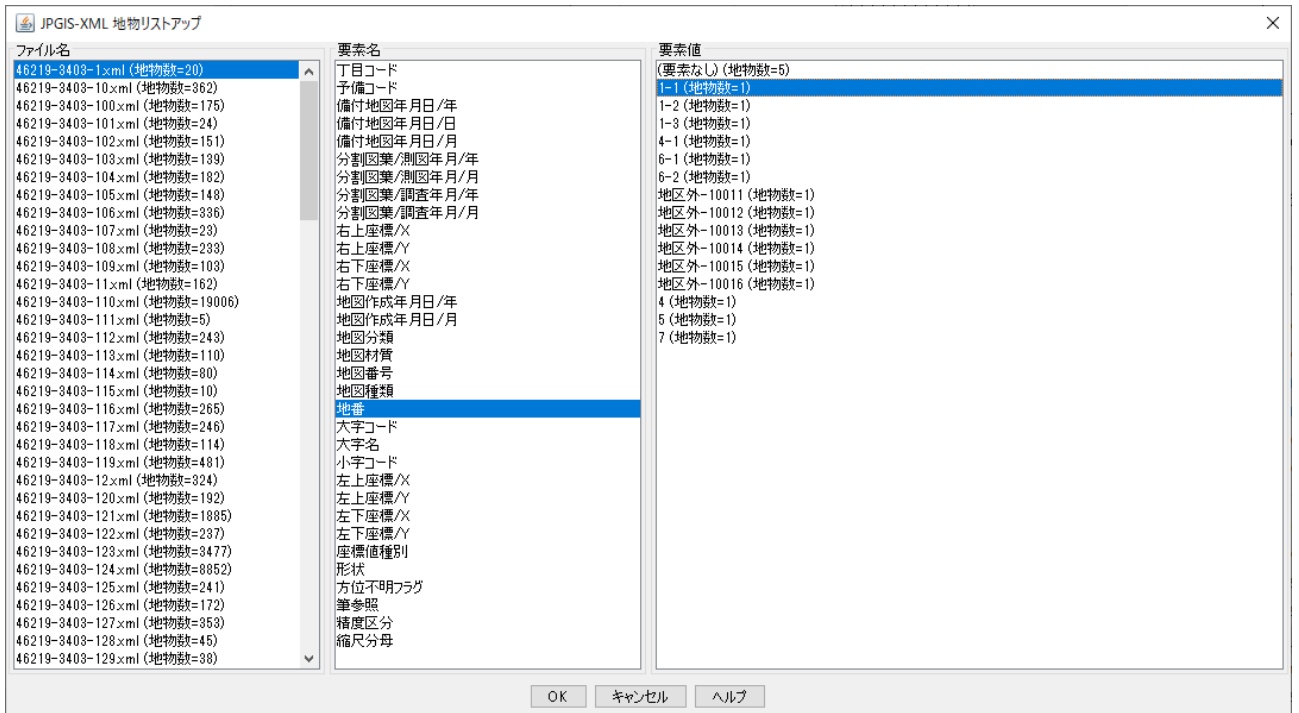 JPGIS-XML 地物リストアップ
ファイル名
46219-3403-1.xml (地物数=20)
46219-3403-10.xml (地物数=362)
46219-3403-100.xml (地物数=175)
46219-3403-101.xml (地物数=24)
46219-3403-102.xml (地物数=151)
46219-3403-103.xml (地物数=139)
46219-3403-104.xml (地物数=182)
46219-3403-105.xml (地物数=148)
46219-3403-106.xml (地物数=336)
46219-3403-107.xml (地物数=23)
46219-3403-108.xml (地物数=233)
46219-3403-109.xml (地物数=103)
46219-3403-11.xml (地物数=162)
46219-3403-110.xml (地物数=19006)
46219-3403-111.xml (地物数=5)
46219-3403-112.xml (地物数=243)
46219-3403-113.xml (地物数=110)
46219-3403-114.xml (地物数=80)
46219-3403-115.xml (地物数=10)
46219-3403-116.xml (地物数=265)
46219-3403-117.xml (地物数=246)
46219-3403-118.xml (地物数=114)
46219-3403-119.xml (地物数=481)
46219-3403-12.xml (地物数=324)
46219-3403-120.xml (地物数=192)
46219-3403-121.xml (地物数=1885)
46219-3403-122.xml (地物数=237)
46219-3403-123.xml (地物数=3477)
46219-3403-124.xml (地物数=8852)
46219-3403-125.xml (地物数=241)
46219-3403-126.xml (地物数=172)
46219-3403-127.xml (地物数=353)
46219-3403-128.xml (地物数=45)
46219-3403-129.xml (地物数=38)
要素名
丁目コード
予備コード
備付地図年月日/年
備付地図年月日/日
備付地図年月日/月
分割図葉/測図年月/年
分割図葉/測図年月/月
分割図葉/調査年月/年
分割図葉/調査年月/月
右上座標/X
右上座標/Y
右下座標/X
右下座標/Y
地図作成年月日/年
地図作成年月日/月
地図分類
地図材質
地図番号
地図種類
地番
大字コード
大字名
小字コード
左上座標/X
左上座標/Y
左下座標/X
左下座標/Y
座標値種別
形状
方位不明フラグ
筆参照
精度区分
縮尺分母
要素値
(要素なし) (地物数=5)
1-1 (地物数=1)
1-2 (地物数=1)
1-3 (地物数=1)
4-1 (地物数=1)
6-1 (地物数=1)
6-2 (地物数=1)
地区外-10011 (地物数=1)
地区外-10012 (地物数=1)
地区外-10013 (地物数=1)
地区外-10014 (地物数=1)
地区外-10015 (地物数=1)
地区外-10016 (地物数=1)
4 (地物数=1)
5 (地物数=1)
7 (地物数=1)
OK キャンセル ヘルプ